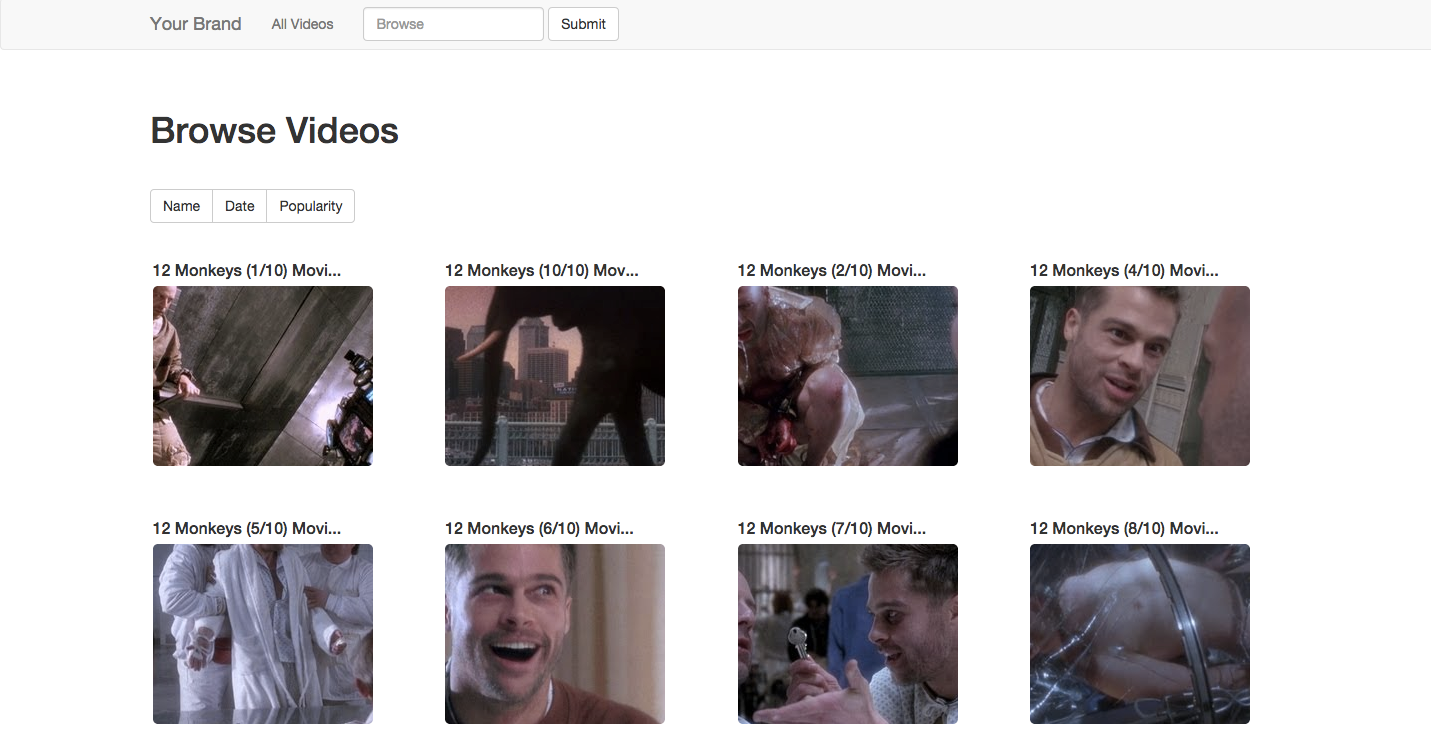 Your Brand All Videos Browse Submit
Browse Videos
Name Date Popularity
12 Monkeys (1/10) Movi... 12 Monkeys (10/10) Mov... 12 Monkeys (2/10) Movi... 12 Monkeys (4/10) Movi...
12 Monkeys (5/10) Movi... 12 Monkeys (6/10) Movi... 12 Monkeys (7/10) Movi... 12 Monkeys (8/10) Movi...